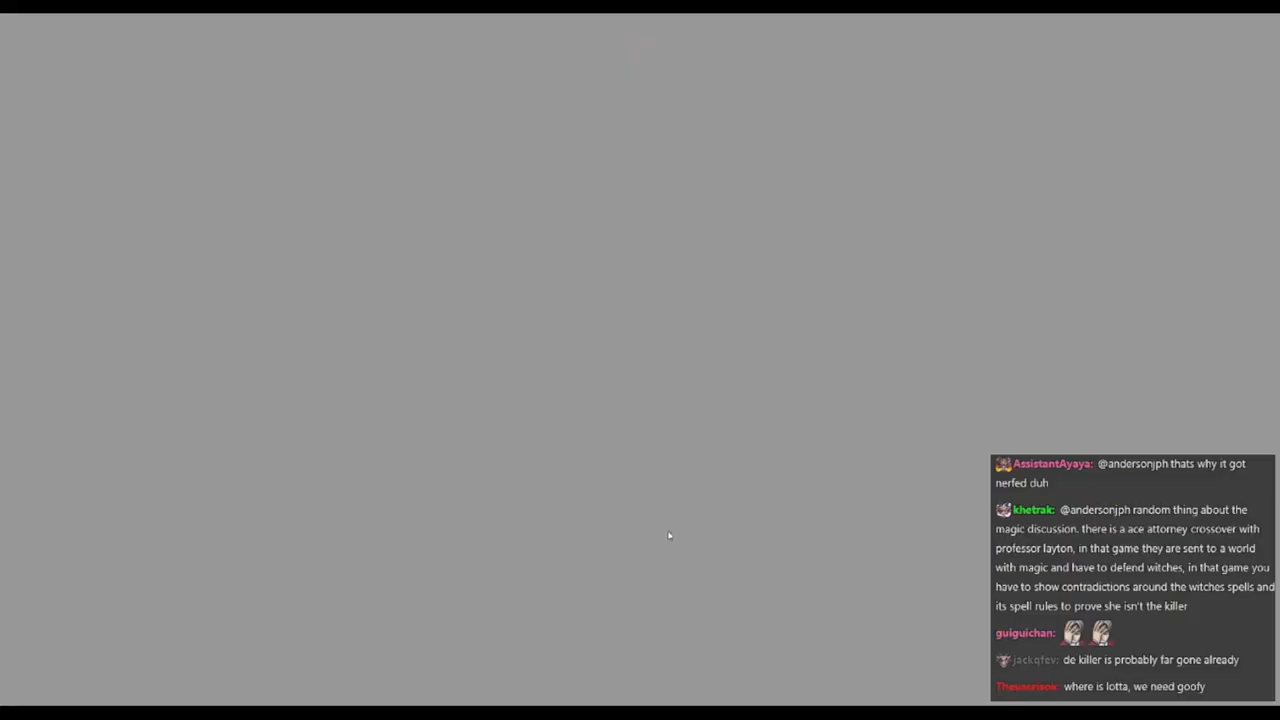 AssistantAyaya: @andersonjph thats why it got
nerfed duh
khetrak: @andersonjph random thing about the
magic discussion. there is a ace attorney crossover with
professor layton, in that game they are sent to a world
with magic and have to defend witches, in that game you
have to show contradictions around the witches spells and
its spell rules to prove she isn't the killer
guiguichan:
jackqfev: de killer is probably far gone already
where is lotta, we need goofy